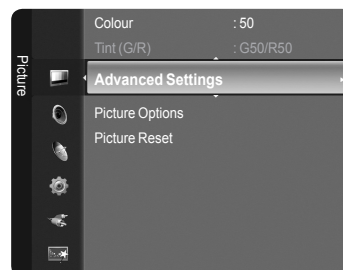 Picture
Colour : 50
Tint (G/R) : G50/R50
Advanced Settings
Picture Options
Picture Reset